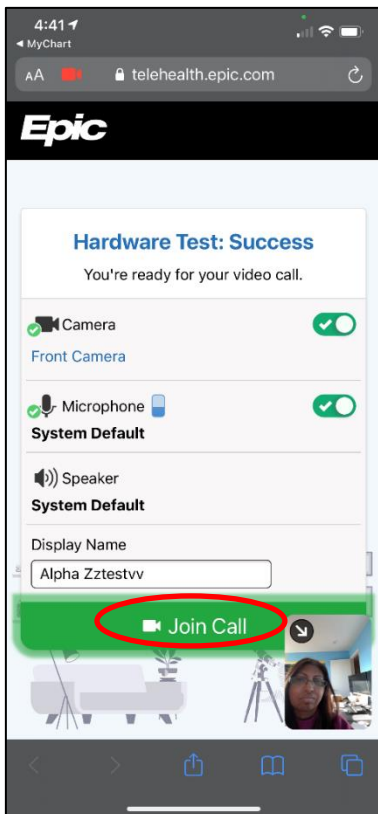 4:41
◀ MyChart
AA telehealth.epic.com
Epic
Hardware Test: Success
You're ready for your video call.
Camera
Front Camera
Microphone
System Default
Speaker
System Default
Display Name
Alpha Zztestvv
Join Call